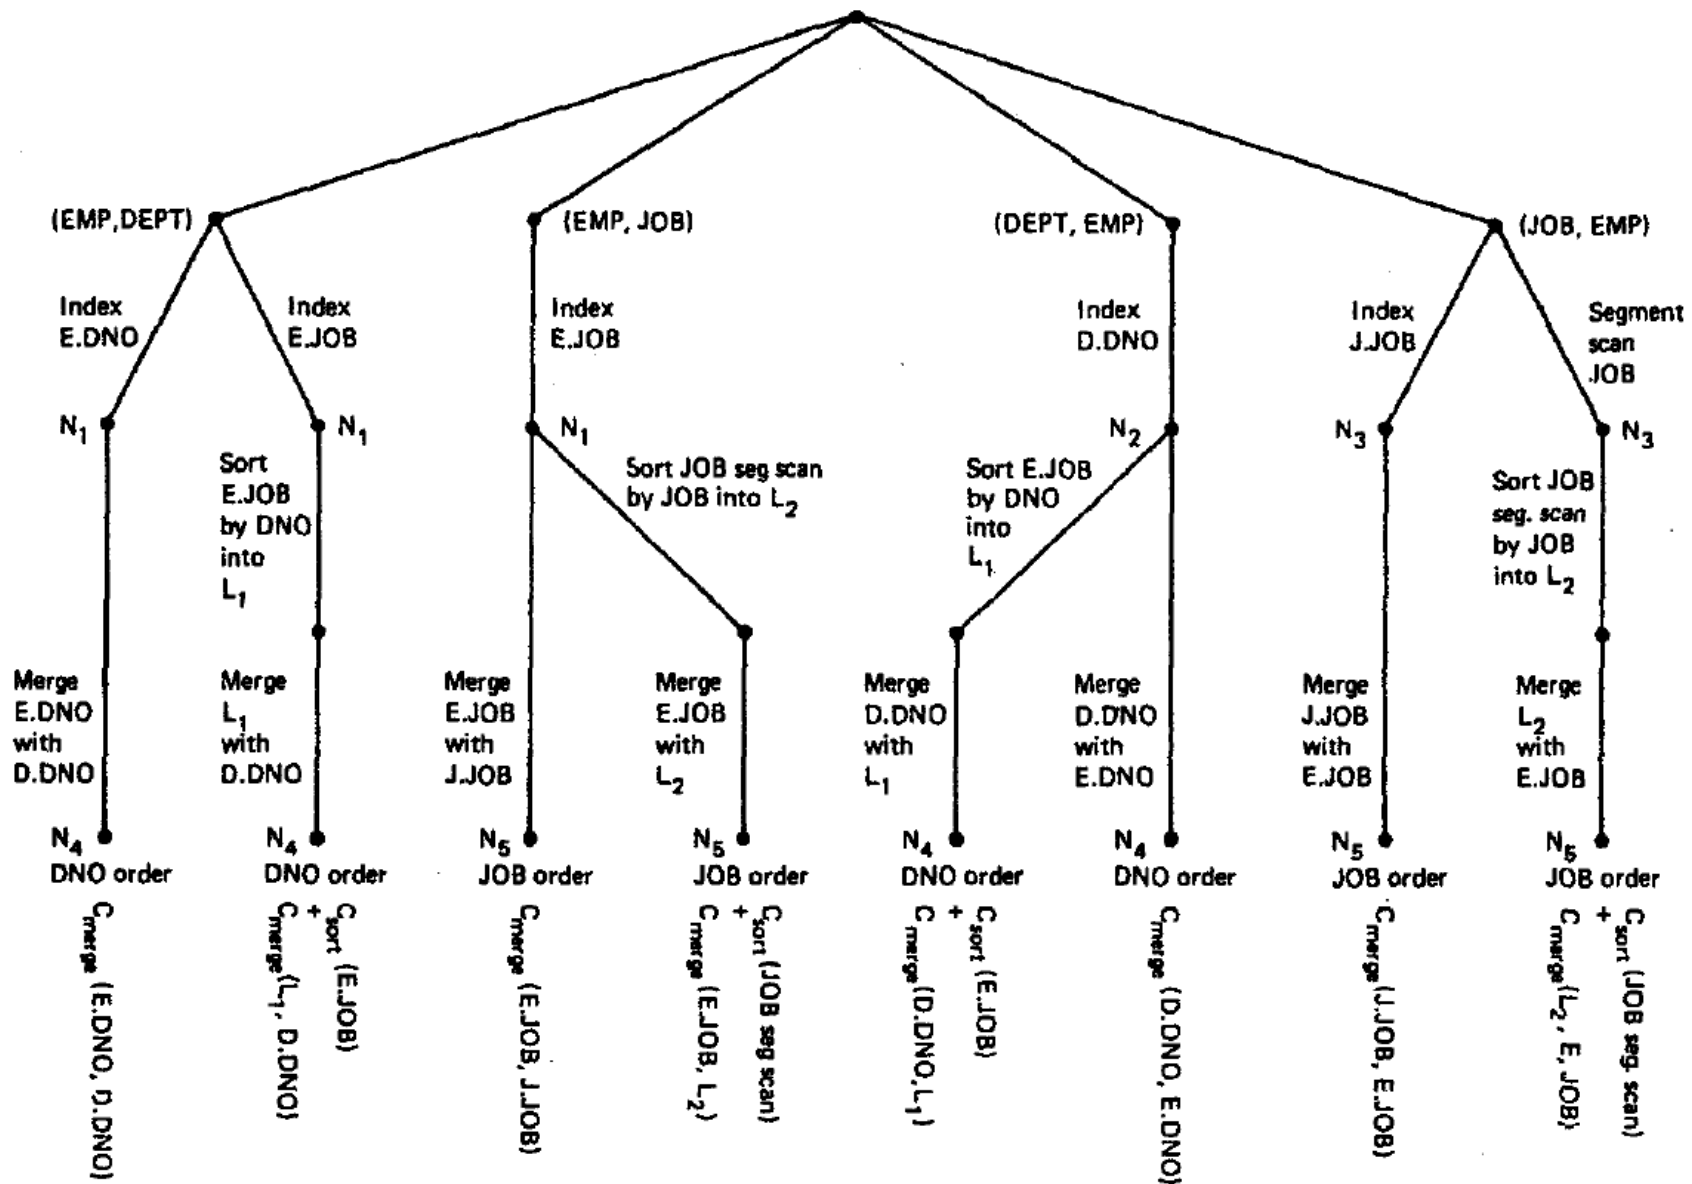 (EMP,DEPT)
(EMP, JOB)
(DEPT, EMP)
(JOB, EMP)
Index
E.DNO
Index
E.JOB
Index
E.JOB
Index
D.DNO
Index
J.JOB
Segment
scan
JOB
N1
N1
N1
N2
N3
N3
Sort
E.JOB
by DNO
into
L1
Sort JOB seg scan
by JOB into L2
Sort E.JOB
by DNO
into
L1
Sort JOB
seg. scan
by JOB
into L2
Merge
E.DNO
with
D.DNO
Merge
L1
with
D.DNO
Merge
E.JOB
with
J.JOB
Merge
E.JOB
with
L2
Merge
D.DNO
with
L1
Merge
D.DNO
with
E.DNO
Merge
J.JOB
with
E.JOB
Merge
L2
with
E.JOB
N4
DNO order
N4
DNO order
N5
JOB order
N5
JOB order
N4
DNO order
N4
DNO order
N5
JOB order
N5
JOB order
Cmerge (E.DNO, D.DNO)
Csort (E.JOB)
+
Cmerge (L1, D.DNO)
Cmerge (E.JOB, J.JOB)
Csort (JOB seg scan)
+
Cmerge (E.JOB, L2)
Csort (E.JOB)
+
Cmerge (D.DNO, L1)
Cmerge (D.DNO, E.DNO)
Cmerge (J.JOB, E.JOB)
Csort (JOB seg. scan)
+
Cmerge (L2, E, JOB)